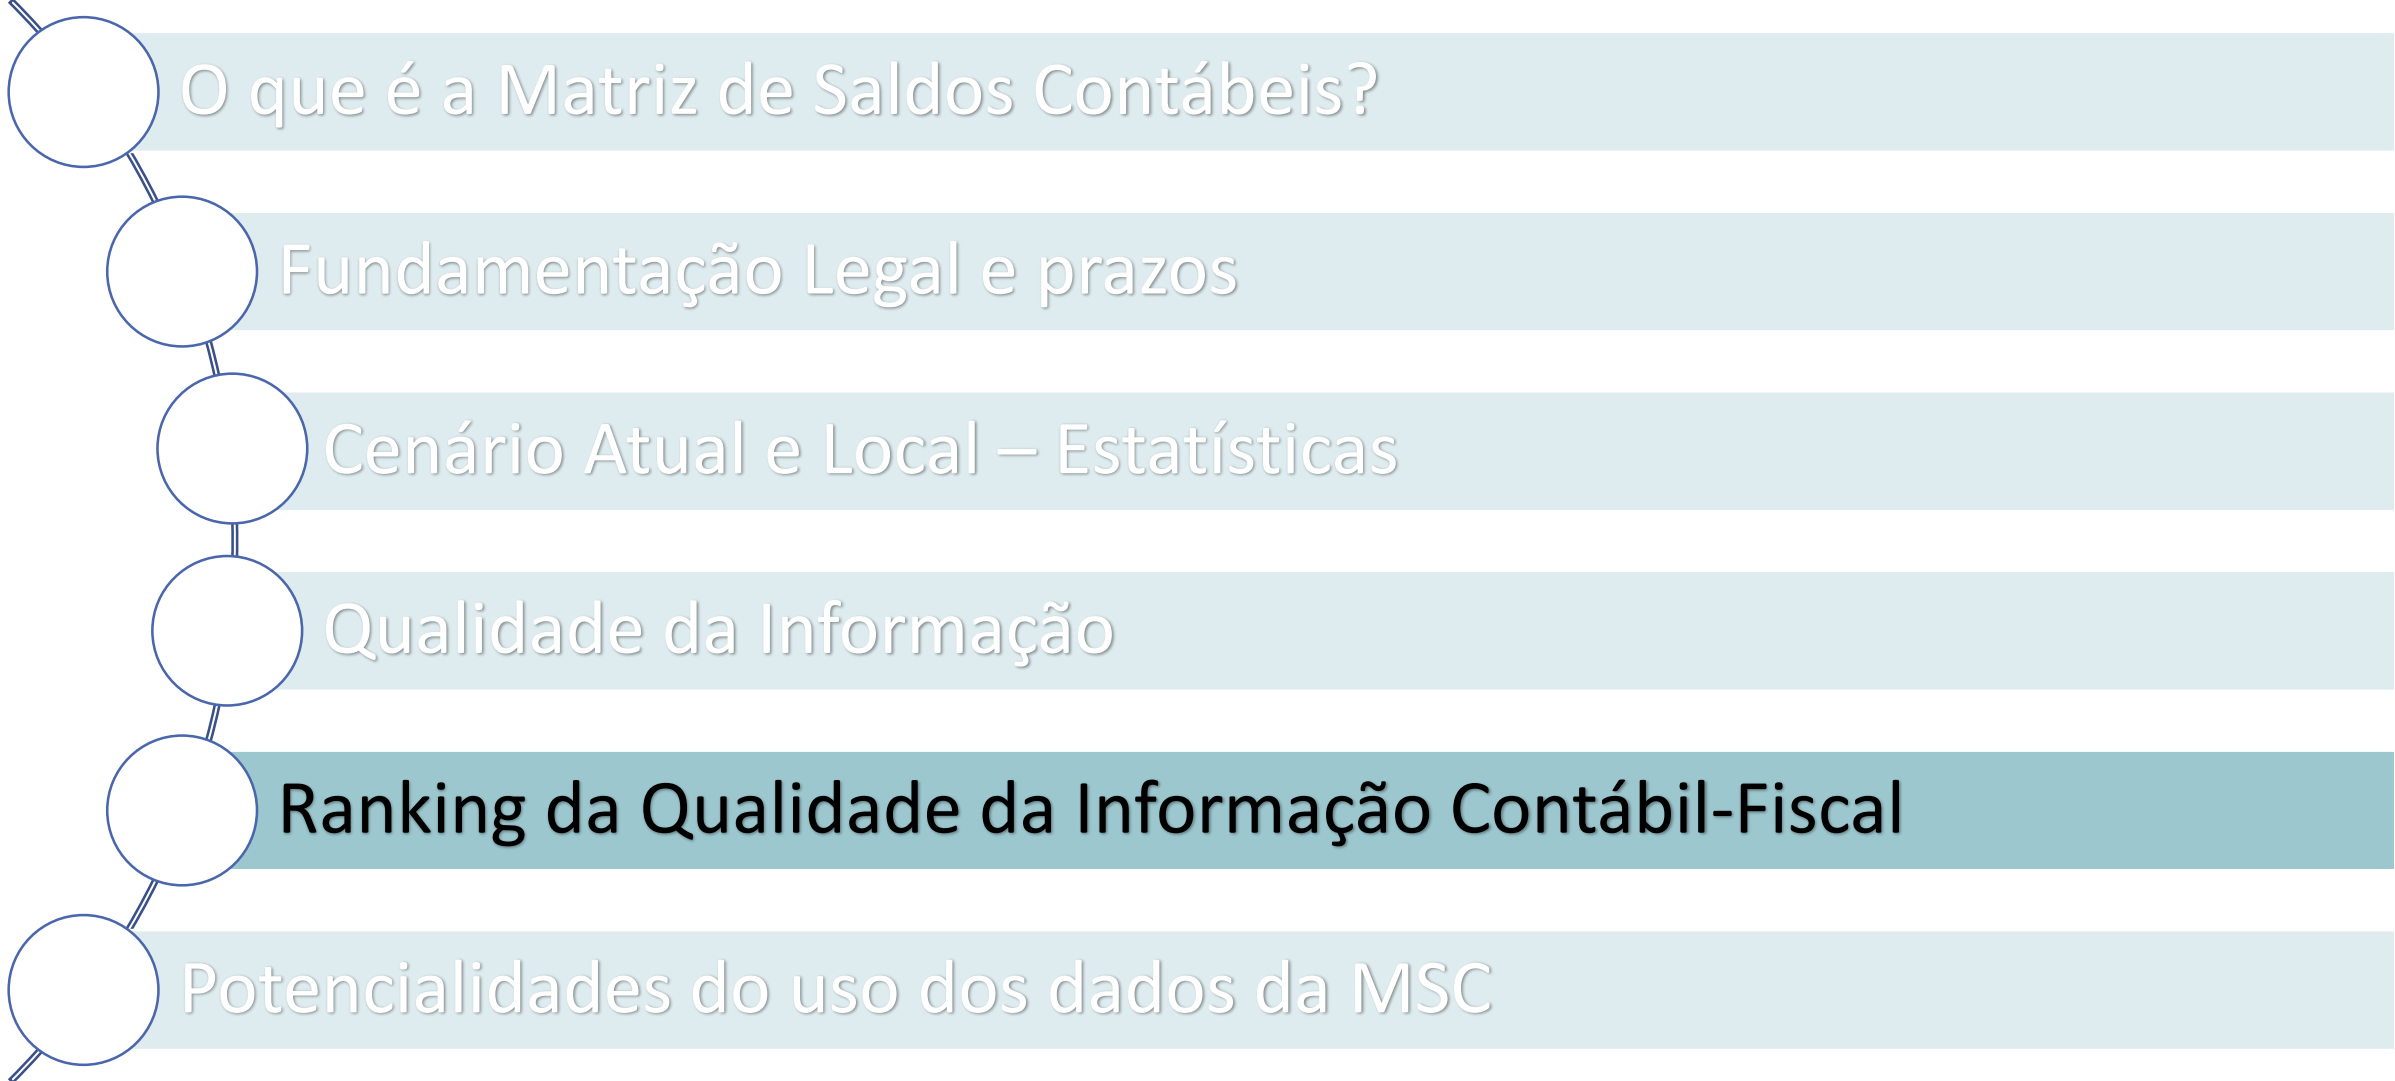 O que é a Matriz de Saldos Contábeis?
Fundamentação Legal e prazos
Cenário Atual e Local – Estatísticas
Qualidade da Informação
Ranking da Qualidade da Informação Contábil-Fiscal
Potencialidades do uso dos dados da MSC